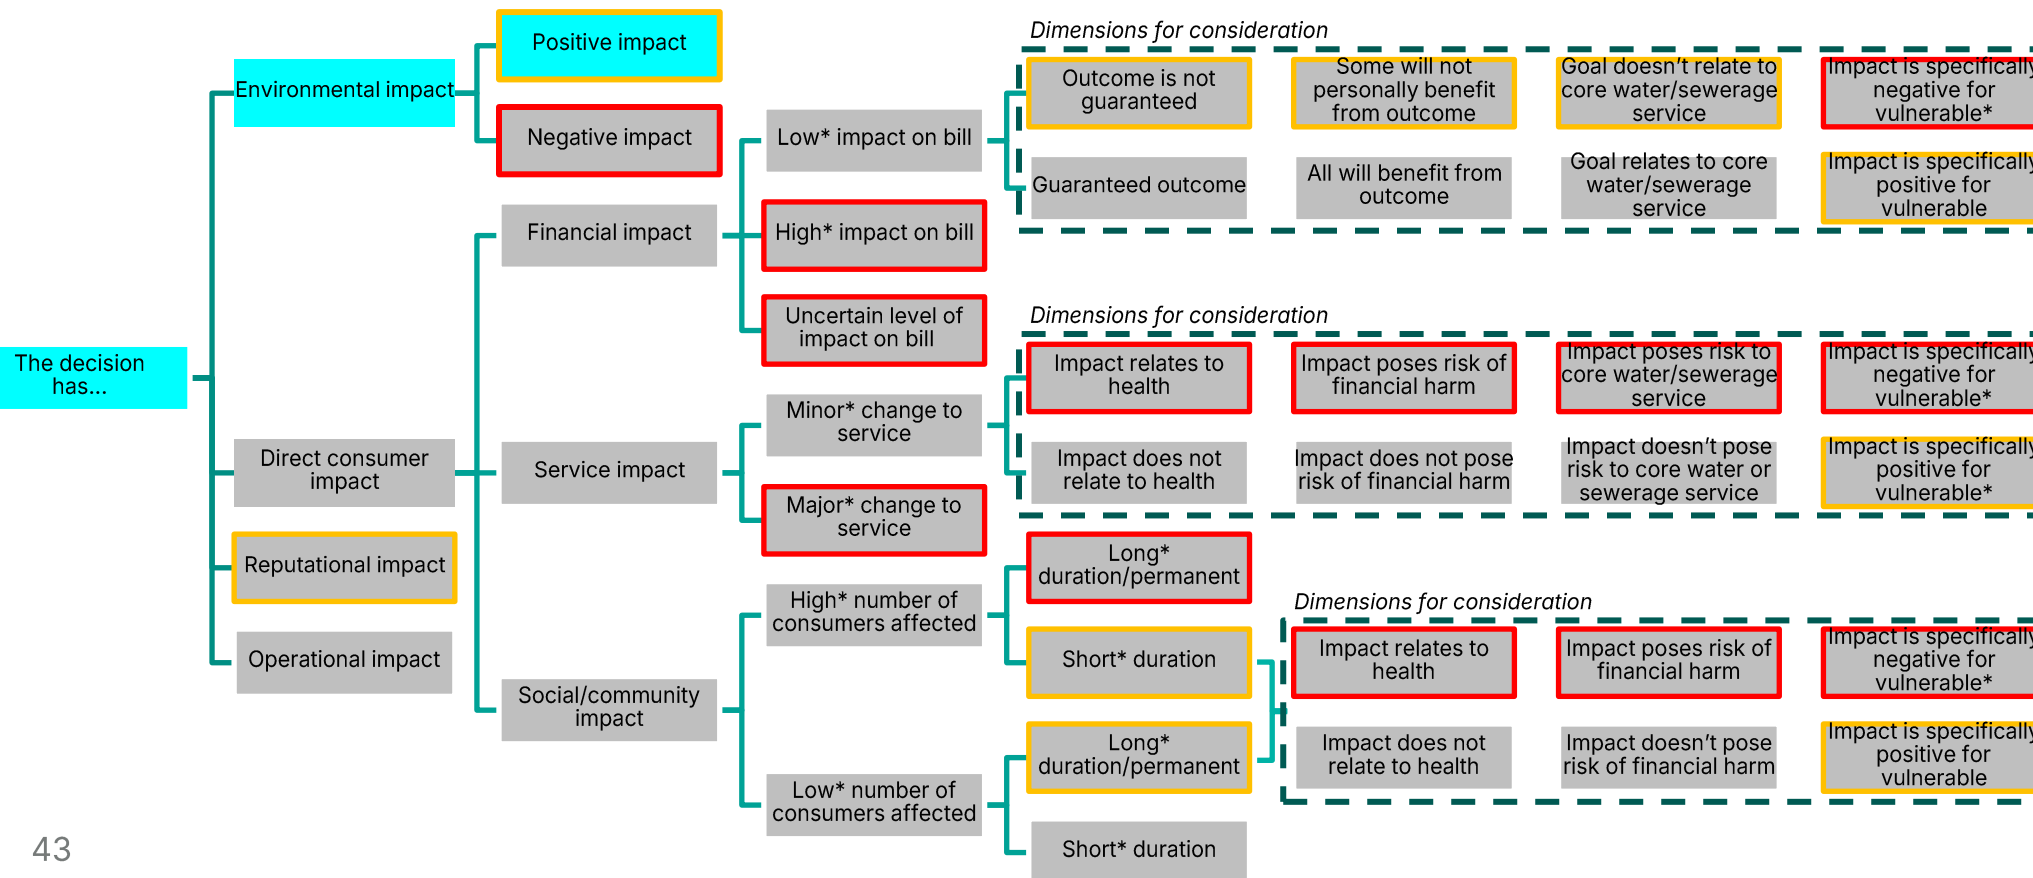 Dimensions for consideration
Positive impact
Outcome is not
guaranteed
Some will not
personally benefit
from outcome
Goal doesn’t relate to
core water/sewerage
service
Impact is specifically
negative for
vulnerable*
Environmental impact
Negative impact
Low* impact on bill
Guaranteed outcome
All will benefit from
outcome
Goal relates to core
water/sewerage
service
Impact is specifically
positive for
vulnerable
Financial impact
High* impact on bill
Uncertain level of
impact on bill
Dimensions for consideration
The decision
has...
Impact relates to
health
Impact poses risk of
financial harm
Impact poses risk to
core water/sewerage
service
Impact is specifically
negative for
vulnerable*
Minor* change to
service
Direct consumer
impact
Service impact
Impact does not
relate to health
Impact does not pose
risk of financial harm
Impact doesn’t pose
risk to core water or
sewerage service
Impact is specifically
positive for
vulnerable*
Major* change to
service
Reputational impact
Long*
duration/permanent
High* number of
consumers affected
Dimensions for consideration
Operational impact
Short* duration
Impact relates to
health
Impact poses risk of
financial harm
Impact is specifically
negative for
vulnerable*
Social/community
impact
Long*
duration/permanent
Impact does not
relate to health
Impact doesn’t pose
risk of financial harm
Impact is specifically
positive for
vulnerable
Low* number of
consumers affected
Short* duration
43